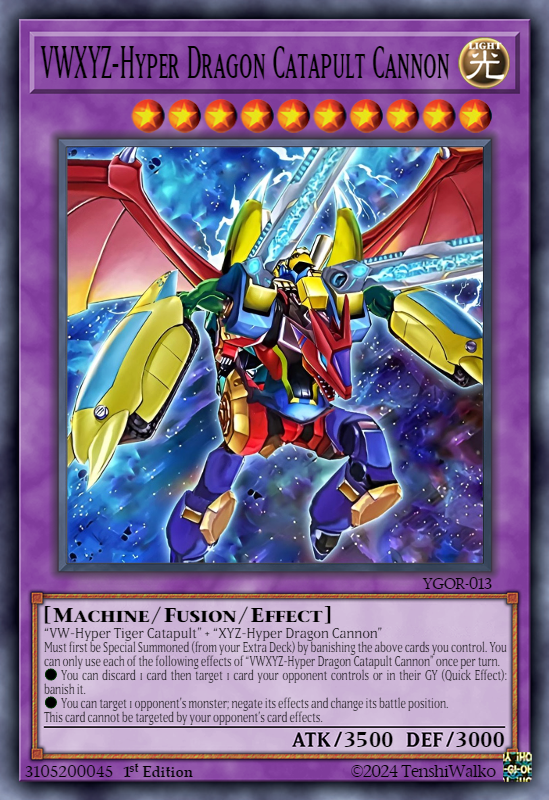 VWXYZ-Hyper Dragon Catapult Cannon
LIGHT
光
YGOR-013
[Machine/Fusion/Effect]
“VW-Hyper Tiger Catapult” + “XYZ-Hyper Dragon Cannon”
Must first be Special Summoned (from your Extra Deck) by banishing the above cards you control. You
can only use each of the following effects of “VWXYZ-Hyper Dragon Catapult Cannon” once per turn.
● You can discard 1 card then target 1 card your opponent controls or in their GY (Quick Effect):
banish it.
● You can target 1 opponent's monster; negate its effects and change its battle position.
This card cannot be targeted by your opponent's card effects.
ATK/3500 DEF/3000
3105200045 1st Edition ©2024 TenshiWalko